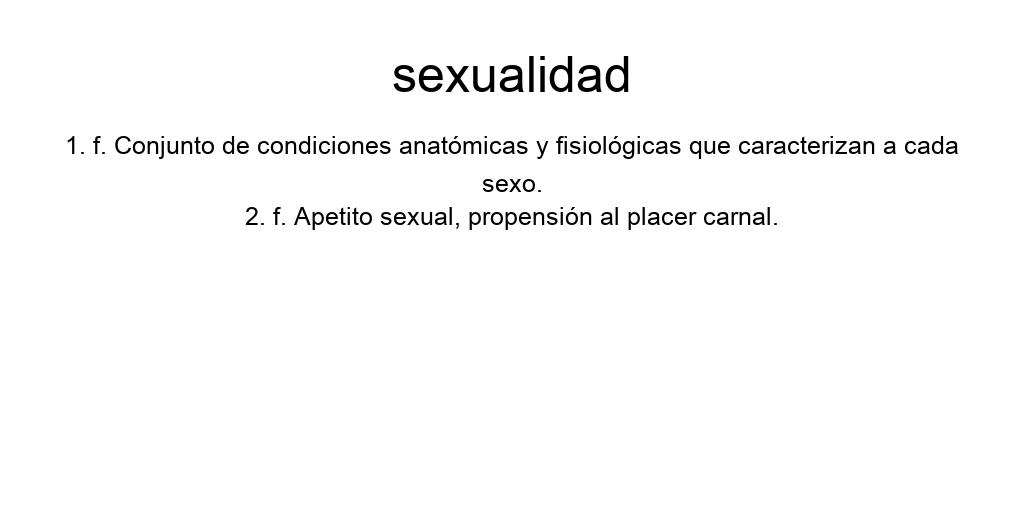 sexualidad
1. f. Conjunto de condiciones anatómicas y fisiológicas que caracterizan a cada
sexo.
2. f. Apetito sexual, propensión al placer carnal.